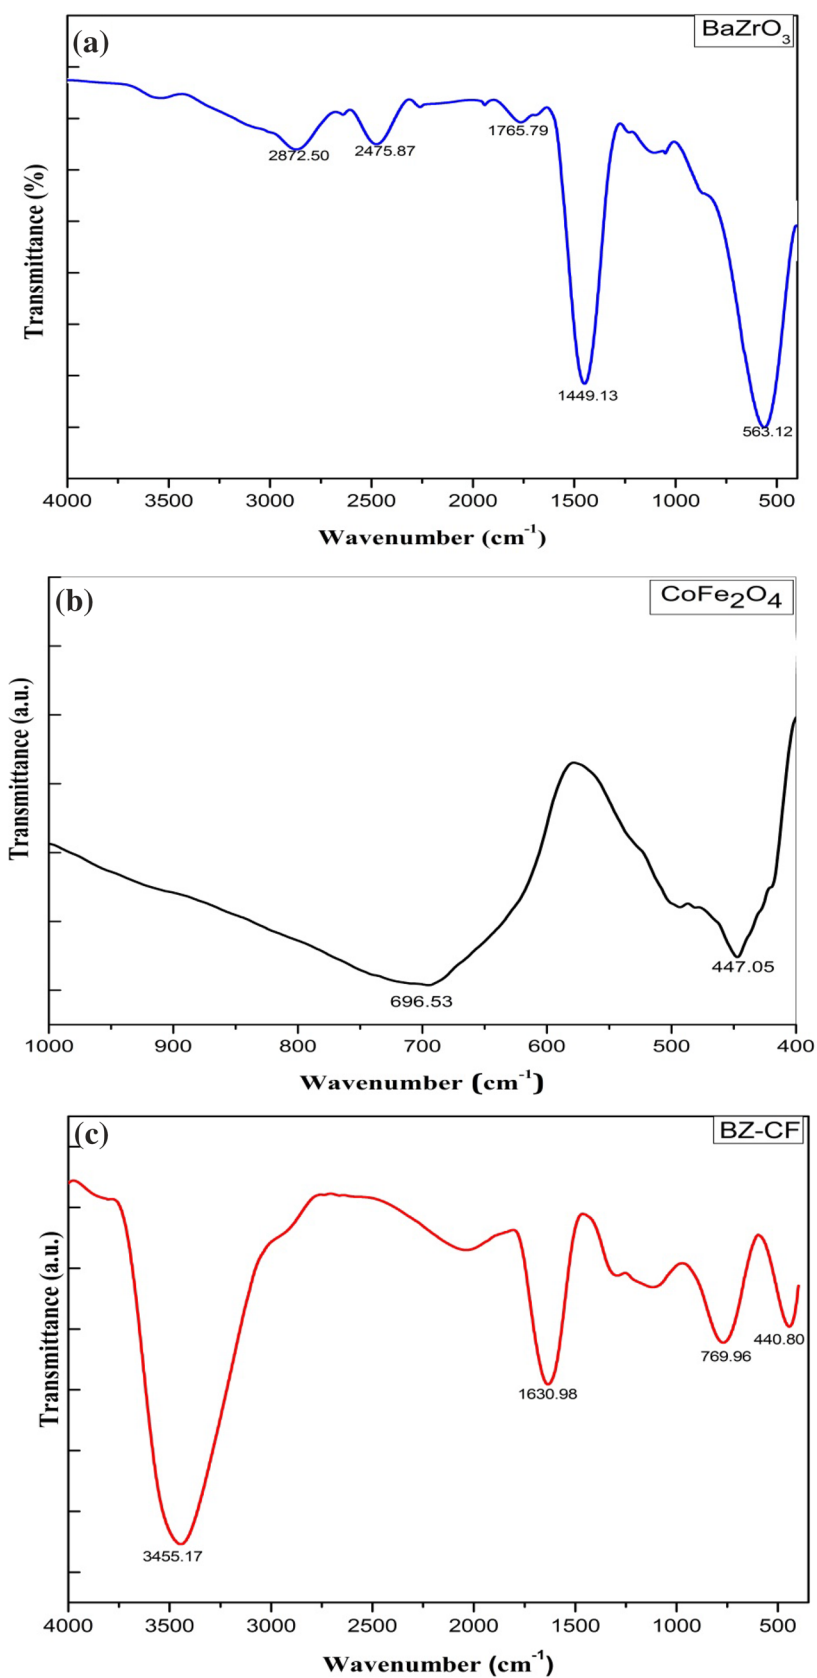 (a)
BaZrO3
Transmittance (%)
2872.50
2475.87
1765.79
1449.13
563.12
4000 3500 3000 2500 2000 1500 1000 500
Wavenumber (cm-1)
(b)
CoFe2O4
Transmittance (a.u.)
696.53
447.05
1000 900 800 700 600 500 400
Wavenumber (cm-1)
(c)
BZ-CF
Transmittance (a.u.)
3455.17
1630.98
769.96
440.80
4000 3500 3000 2500 2000 1500 1000 500
Wavenumber (cm-1)